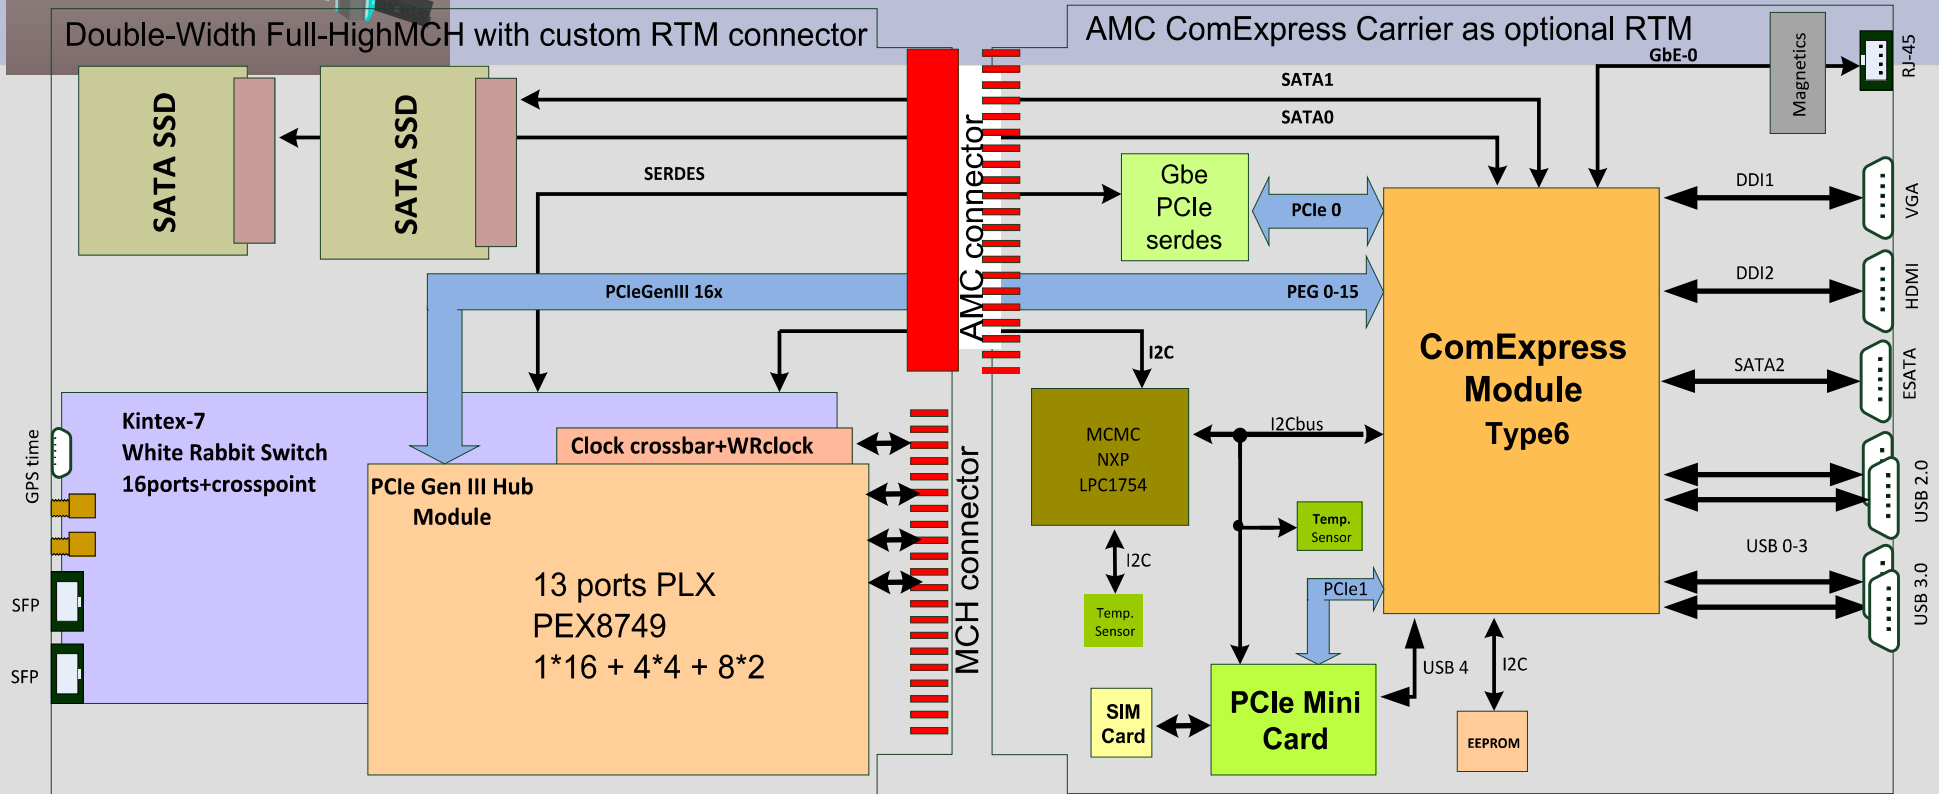 Double-Width Full-HighMCH with custom RTM connector
AMC ComExpress Carrier as optional RTM
SATA SSD
SATA SSD
SERDES
PCIeGenIII 16x
Kintex-7
White Rabbit Switch
16ports+crosspoint
Clock crossbar+WRclock
PCIe Gen III Hub
Module
13 ports PLX
PEX8749
1*16 + 4*4 + 8*2
GPS time
SFP
SFP
AMC connector
MCH connector
SATA1
SATA0
GbE-0
Magnetics
RJ-45
Gbe
PCIe
serdes
PCIe 0
PEG 0-15
I2C
MCMC
NXP
LPC1754
I2Cbus
I2C
Temp.
Sensor
Temp.
Sensor
PCIe1
SIM
Card
PCIe Mini
Card
USB 4
I2C
EEPROM
ComExpress
Module
Type6
DDI1
VGA
DDI2
HDMI
SATA2
ESATA
USB 2.0
USB 0-3
USB 3.0